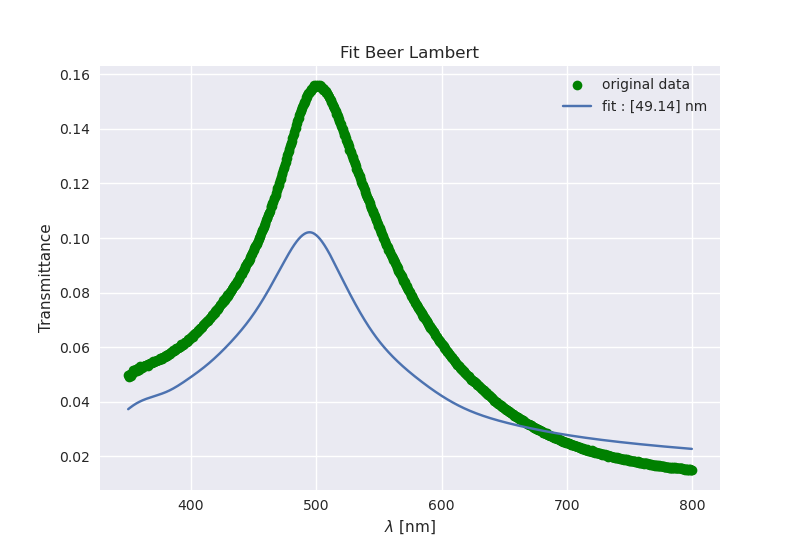 Fit Beer Lambert
original data
fit : [49.14] nm
0.16
0.14
0.12
0.10
0.08
0.06
0.04
0.02
Transmittance
400 500 600 700 800
λ [nm]